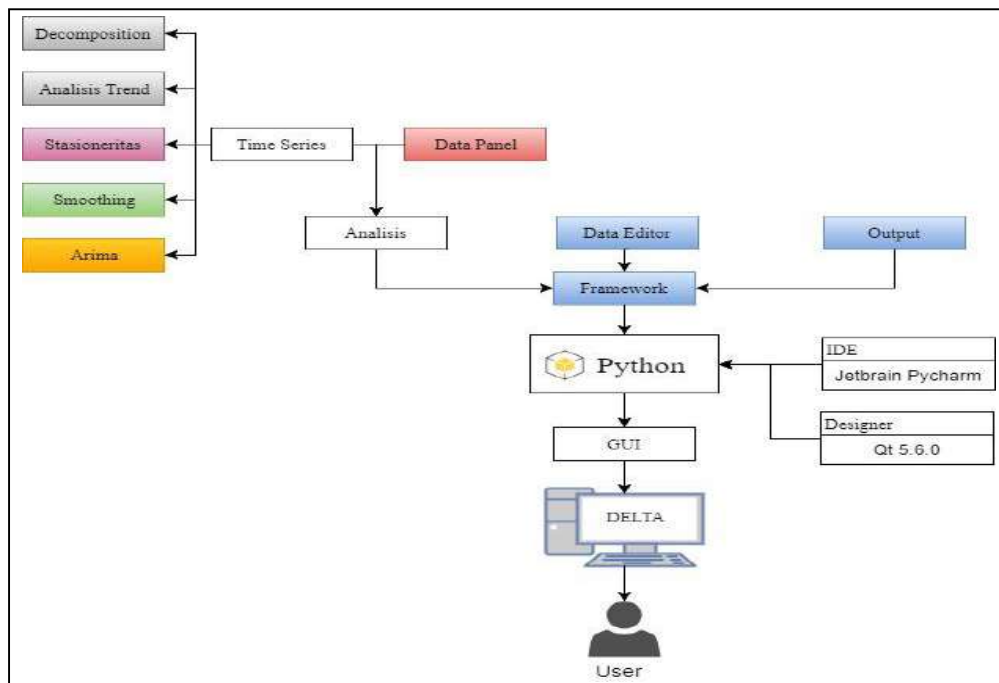 Decomposition
Analisis Trend
Stasioneritas
Time Series
Data Panel
Smoothing
Analisis
Data Editor
Output
Arima
Framework
Python
IDE
Jetbrain Pycharm
Designer
Qt 5.6.0
GUI
DELTA
User